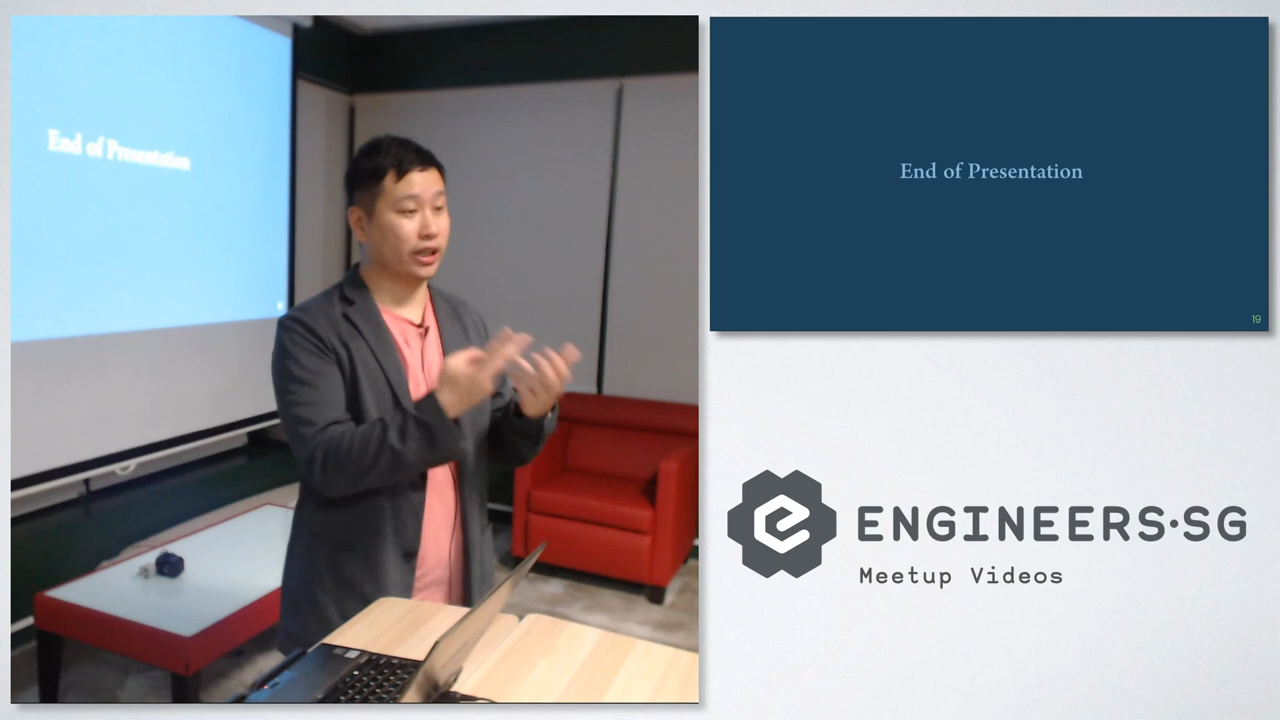 End of Presentation
End of Presentation
19
ENGINEERS·SG
Meetup Videos